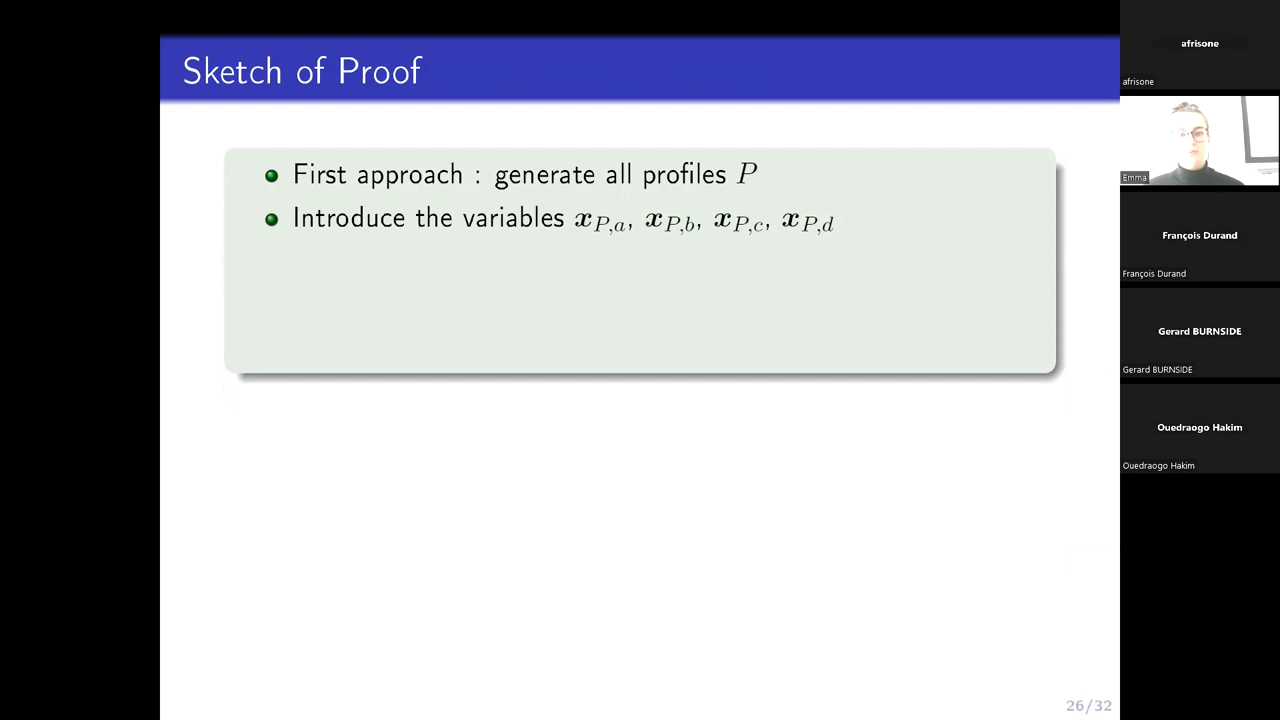 Sketch of Proof
First approach : generate all profiles P
Introduce the variables x_{P,a}, x_{P,b}, x_{P,c}, x_{P,d}
26/32
afrisone
afrisone
Emma
François Durand
François Durand
Gerard BURNSIDE
Gerard BURNSIDE
Ouedraogo Hakim
Ouedraogo Hakim